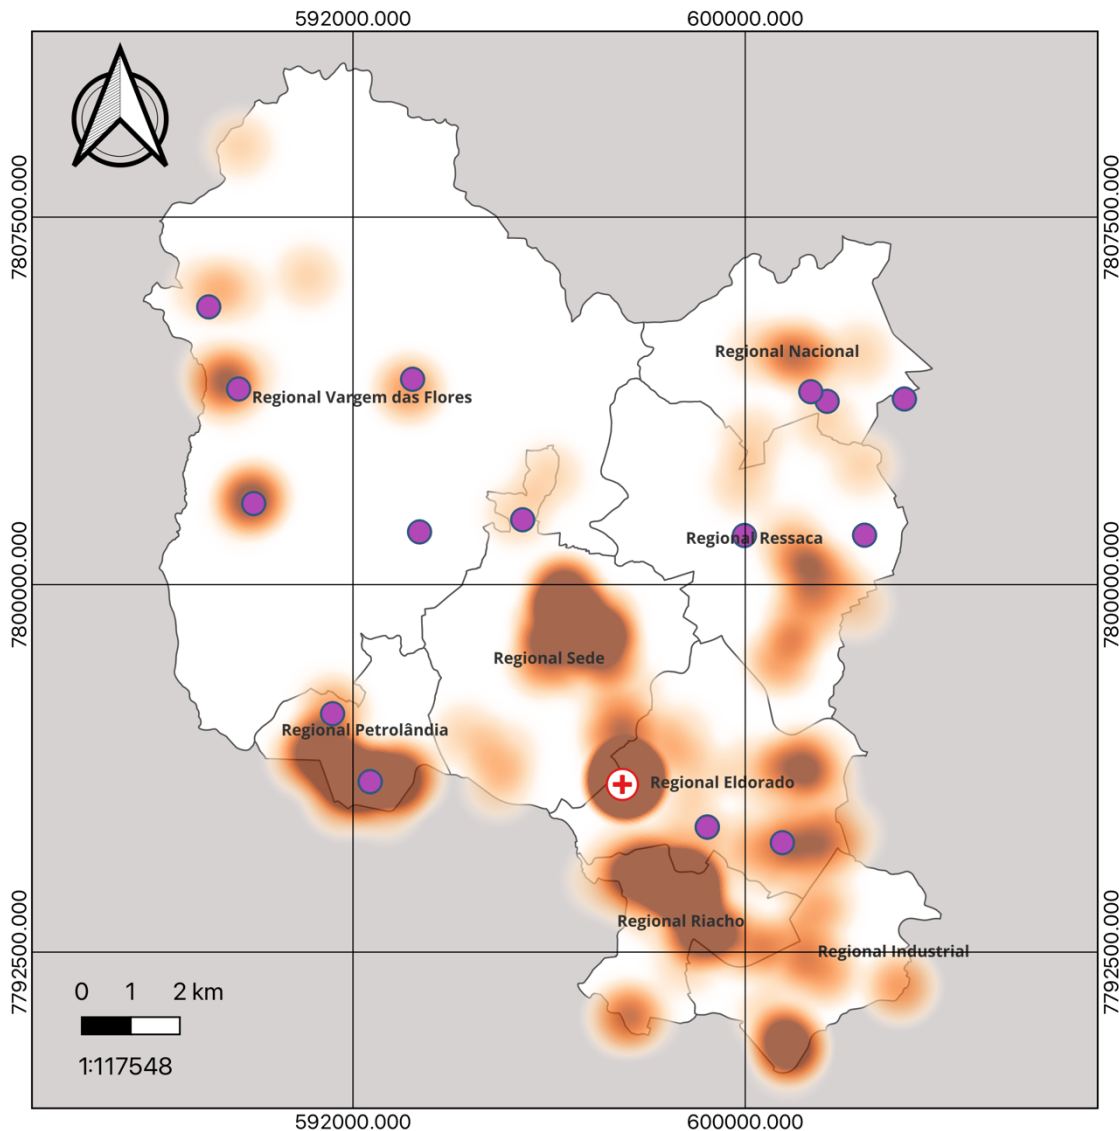 592000.000 600000.000
7807500.000 7807500.000
Regional Nacional
Regional Vargem das Flores
Regional Ressaca
7800000.000 7800000.000
Regional Sede
Regional Petrolândia
Regional Eldorado
Regional Riacho
Regional Industrial
7792500.000 7792500.000
0 1 2 km
1:117548
592000.000 600000.000